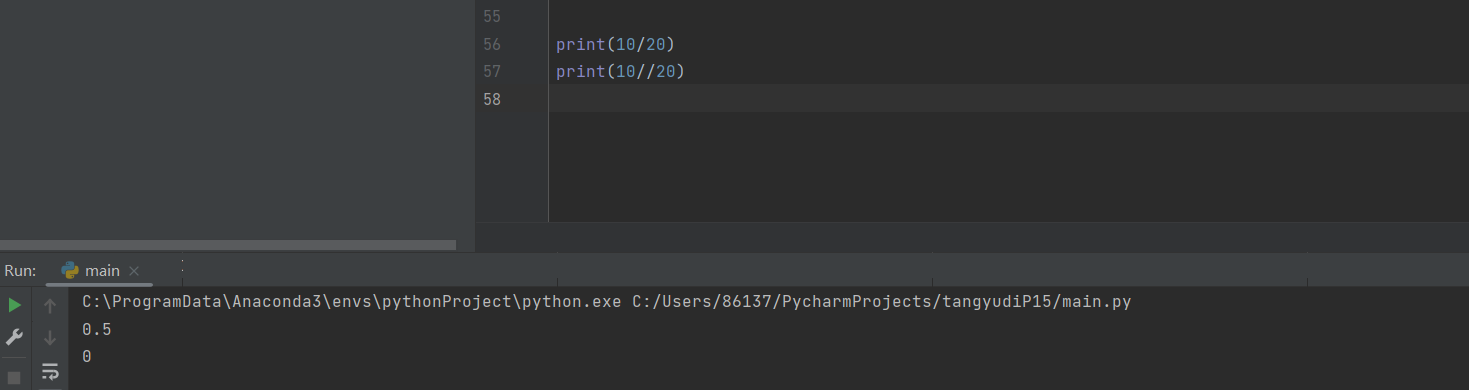 55
56 print(10/20)
57 print(10//20)
58
Run: main
C:\ProgramData\Anaconda3\envs\pythonProject\python.exe C:/Users/86137/PycharmProjects/tangyudiP15/main.py
0.5
0